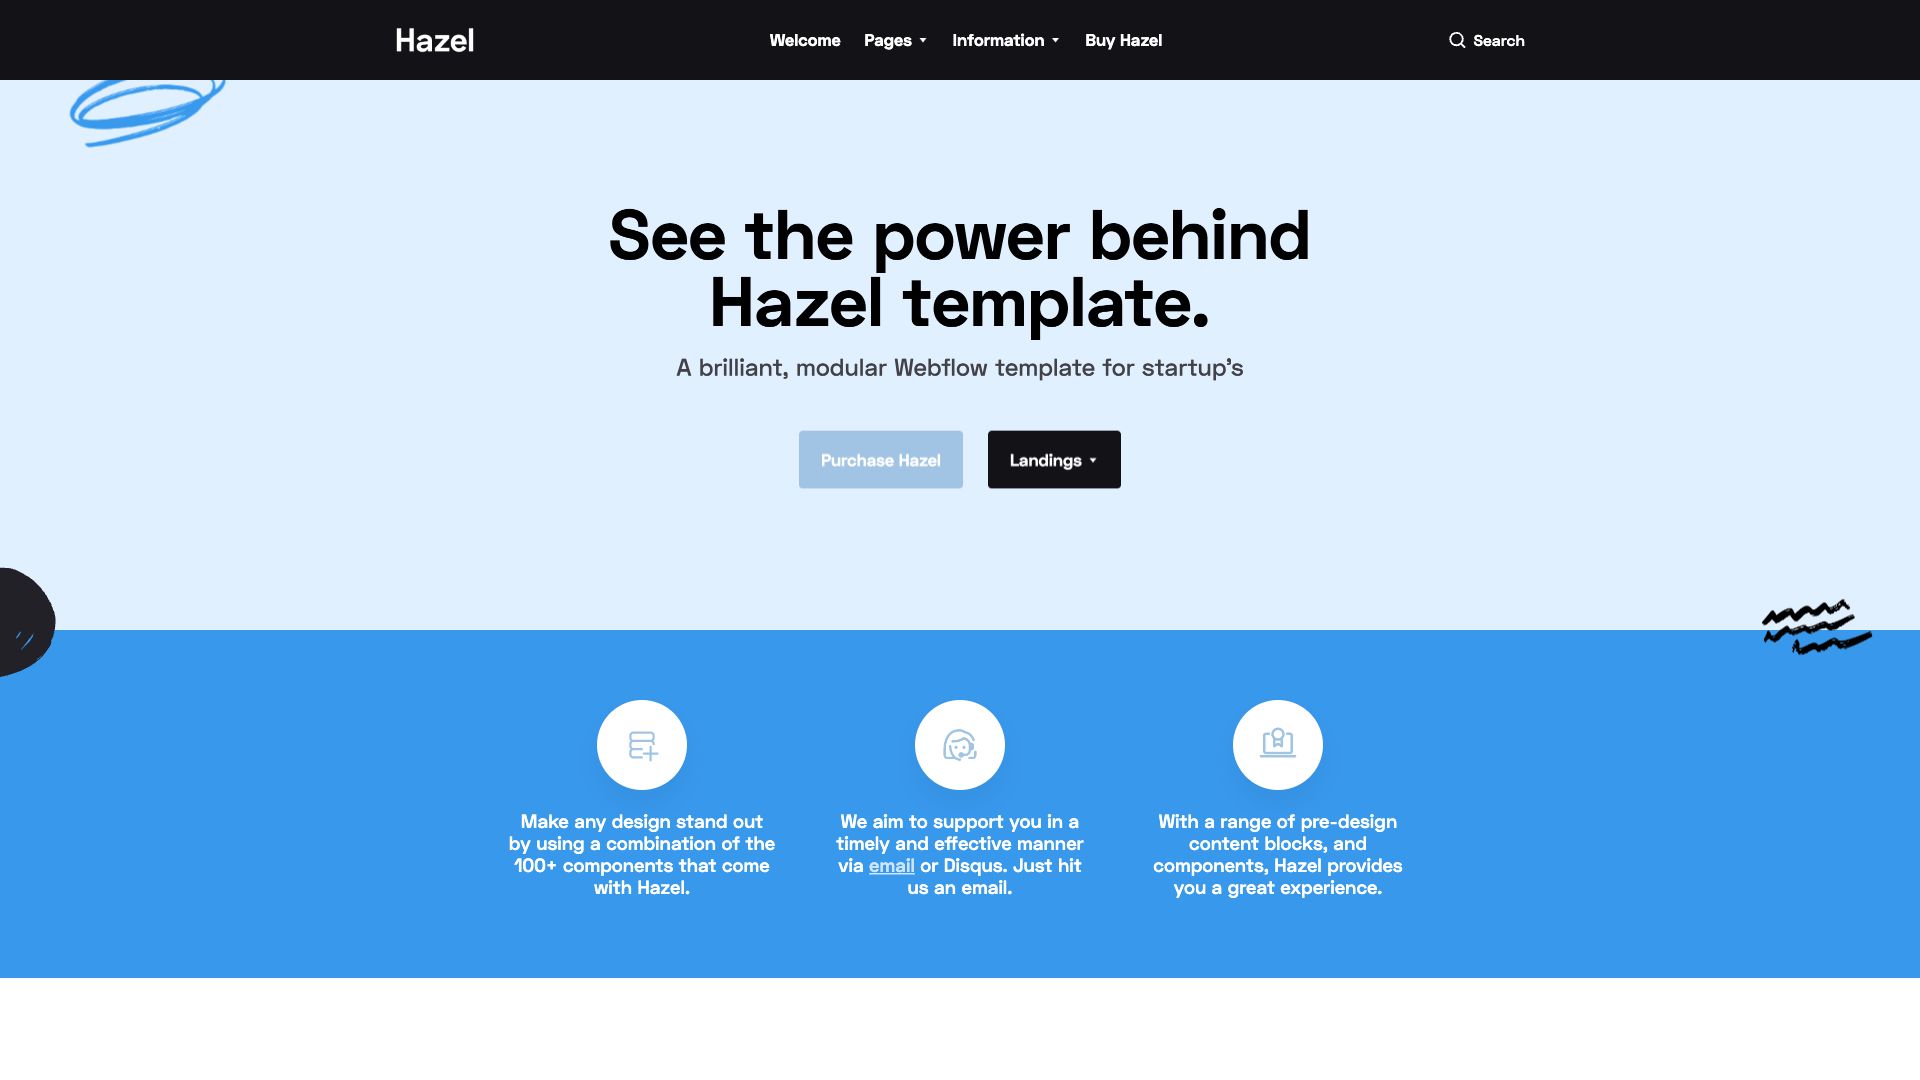 Hazel
Welcome
Pages
Information
Buy Hazel
Search
See the power behind
Hazel template.
A brilliant, modular Webflow template for startup’s
Purchase Hazel
Landings
Make any design stand out
by using a combination of the
100+ components that come
with Hazel.
We aim to support you in a
timely and effective manner
via email or Disqus. Just hit
us an email.
With a range of pre-design
content blocks, and
components, Hazel provides
you a great experience.